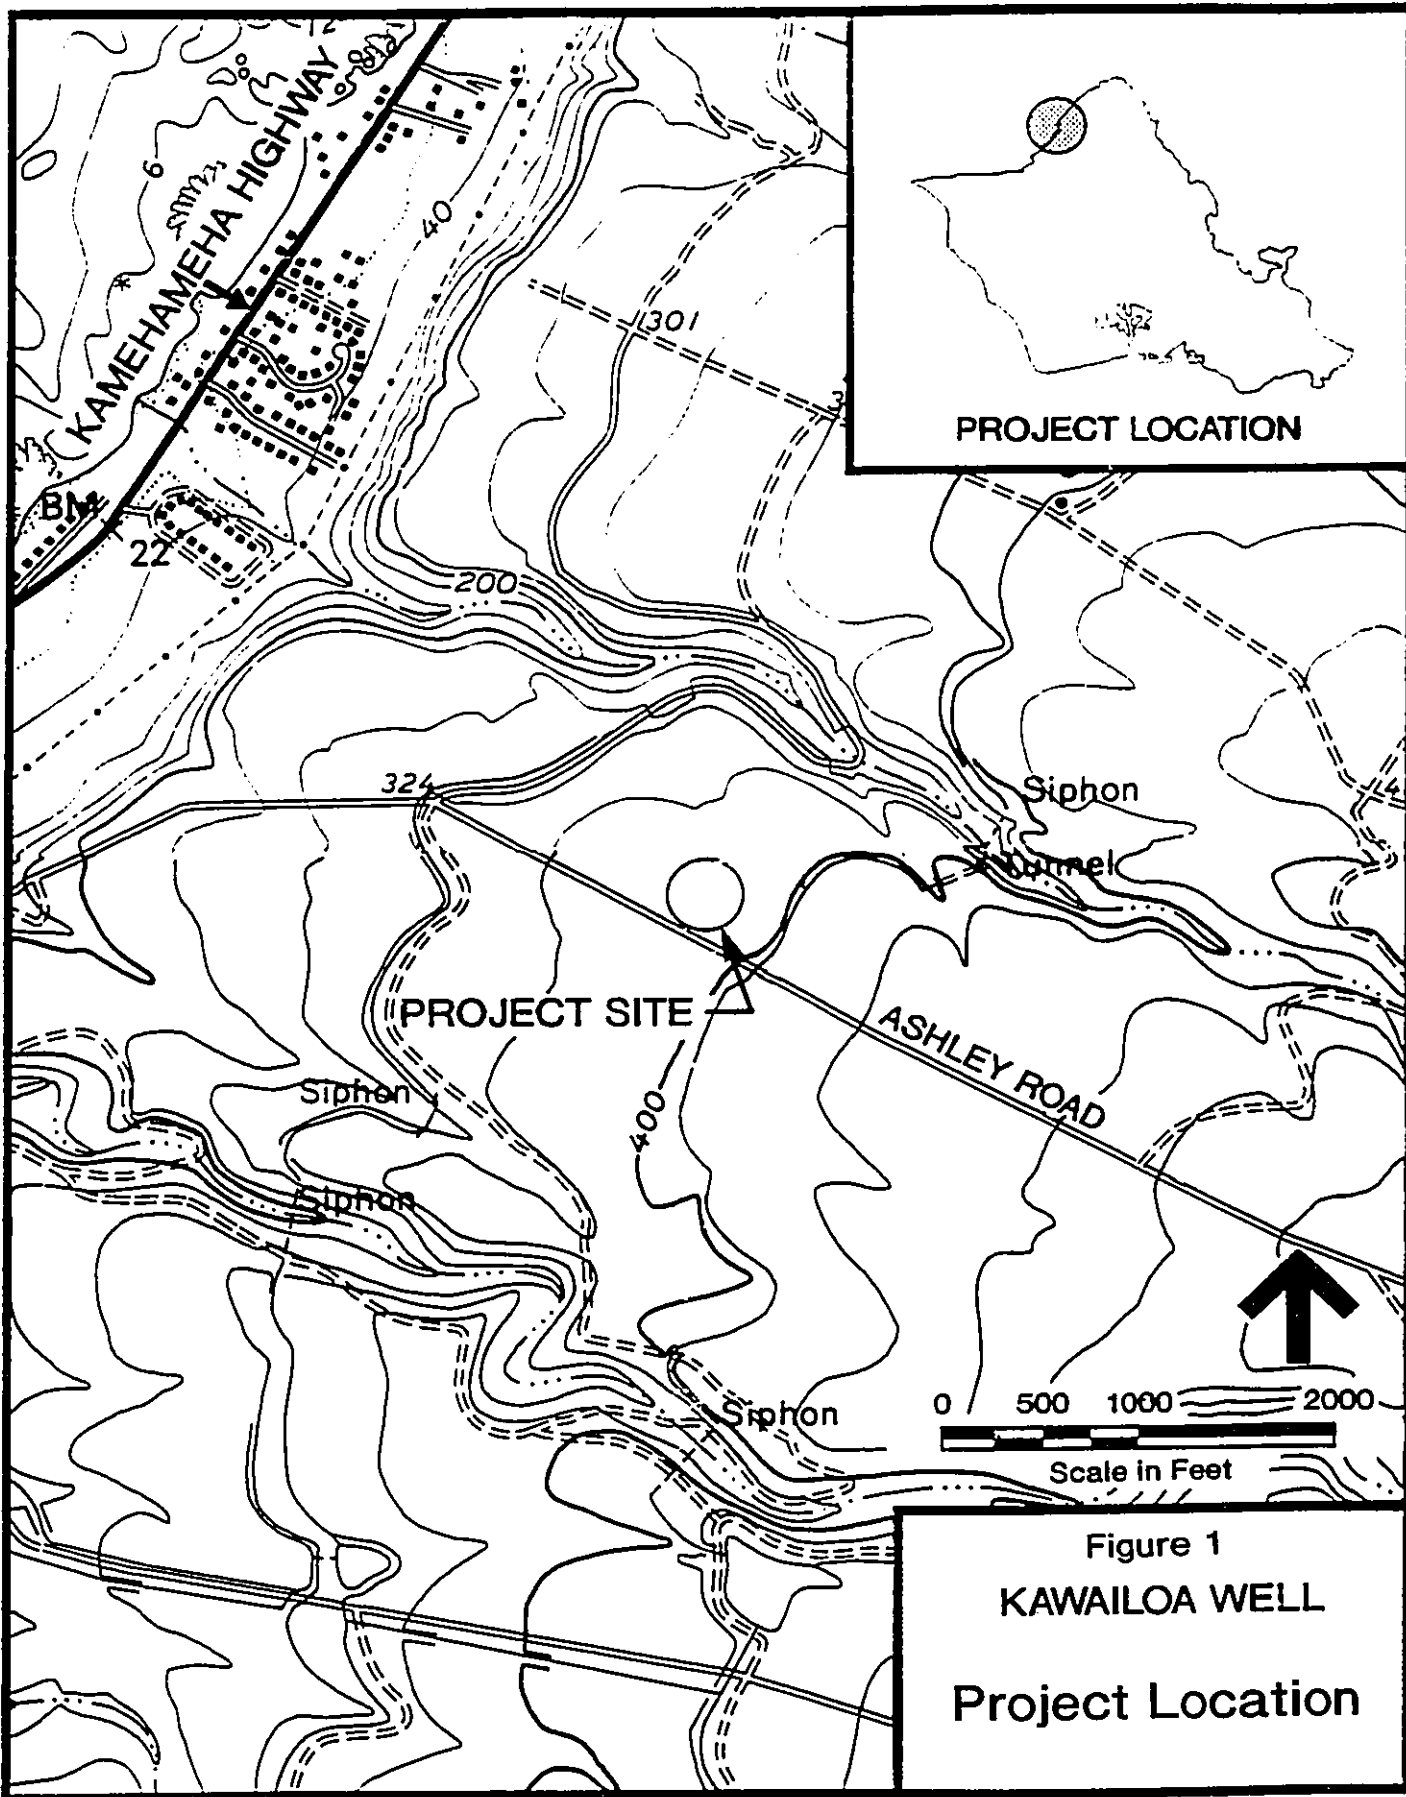 KAMEHAMEHA HIGHWAY
6
40
301
PROJECT LOCATION
BM
22
200
324
Siphon
Tunnel
PROJECT SITE
ASHLEY ROAD
Siphon
400
Siphon
0 500 1000 2000
Siphon
Scale in Feet
Figure 1
KAWAILOA WELL
Project Location